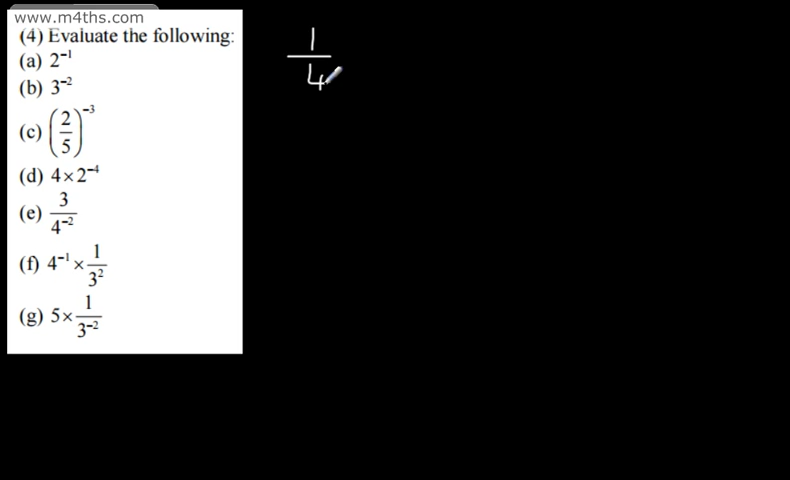 www.m4ths.com
(4) Evaluate the following:
(a) 2⁻¹
(b) 3⁻²
(c) (2/5)⁻³
(d) 4×2⁻⁴
(e) 3/4⁻²
(f) 4⁻¹ × 1/3²
(g) 5× 1/3⁻²
1/4